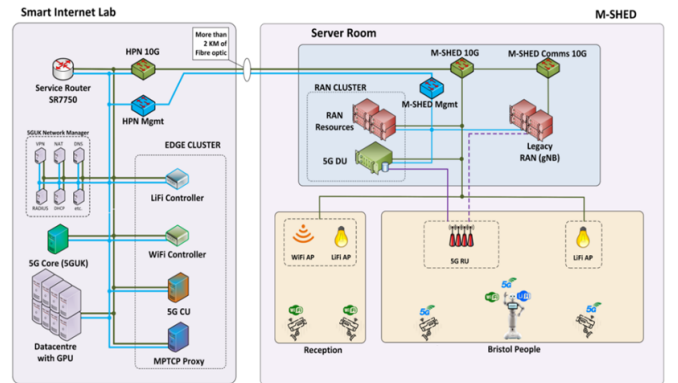 Smart Internet Lab
M-SHED
More than
2 KM of
Fibre optic
Server Room
HPN 10G
M-SHED 10G
M-SHED Comms 10G
Service Router
SR7750
HPN Mgmt
RAN CLUSTER
M-SHED Mgmt
RAN
Resources
Legacy
RAN (gNB)
5G DU
5GUK Network Manager
VPN NAT DNS
RADIUS DHCP etc.
EDGE CLUSTER
LiFi Controller
WiFi Controller
5G Core (5GUK)
5G CU
Datacentre
with GPU
MPTCP Proxy
WiFi AP
LiFi AP
5G RU
LiFi AP
5G
5G
5G
Reception
Bristol People